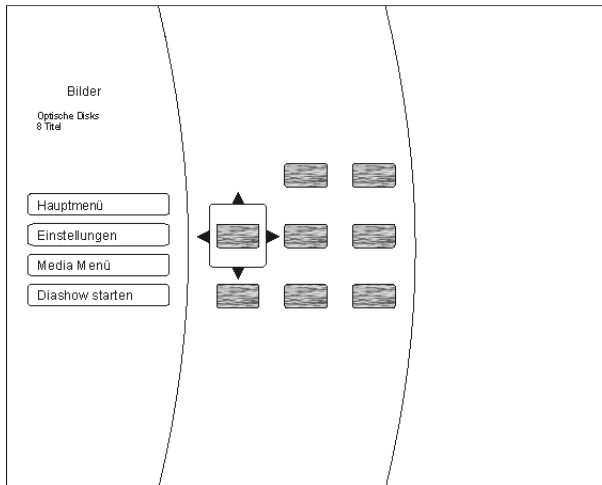 Bilder
Optische Disks
8 Titel
Hauptmenü
Einstellungen
Media Menü
Diashow starten